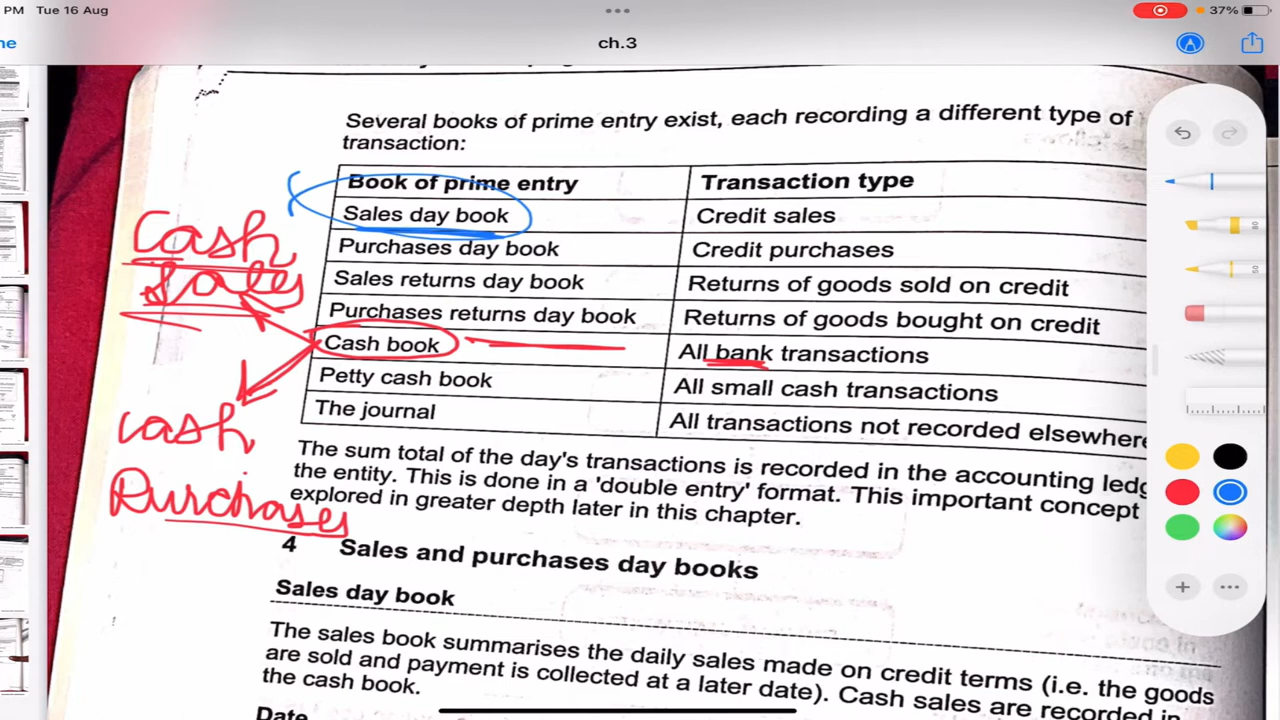 PM Tue 16 Aug
37%
ne
ch.3
Several books of prime entry exist, each recording a different type of
transaction:
Book of prime entry Transaction type
Sales day book Credit sales
Purchases day book Credit purchases
Sales returns day book Returns of goods sold on credit
Purchases returns day book Returns of goods bought on credit
Cash book All bank transactions
Petty cash book All small cash transactions
The journal All transactions not recorded elsewhere
Cash
Sales
cash
Purchases
The sum total of the day's transactions is recorded in the accounting led
the entity. This is done in a 'double entry' format. This important concept
explored in greater depth later in this chapter.
4 Sales and purchases day books
Sales day book
The sales book summarises the daily sales made on credit terms (i.e. the goods
are sold and payment is collected at a later date). Cash sales are recorded in
the cash book.
Date
80
50